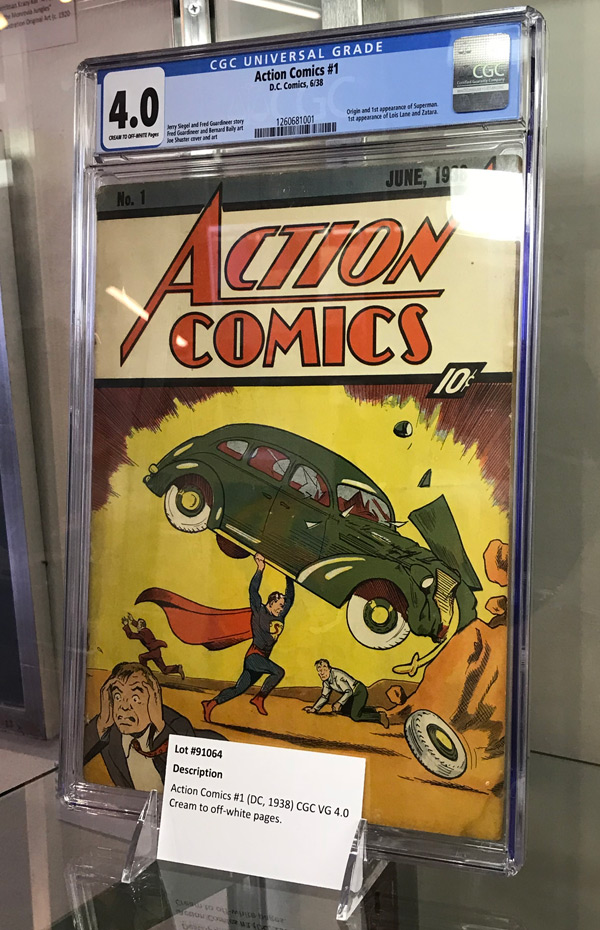 CGC UNIVERSAL GRADE
Action Comics #1
D.C. Comics, 6/38
4.0
CREAM TO OFF-WHITE Pages
Jerry Siegel and Fred Guardineer story
Fred Guardineer and Bernard Baily art
Joe Shuster cover and art
1260681001
Origin and 1st appearance of Superman.
1st appearance of Lois Lane and Zatara.
CGC
No. 1
JUNE, 19
ACTION
COMICS
10¢
S
Lot #91064
Description
Action Comics #1 (DC, 1938) CGC VG 4.0
Cream to off-white pages.